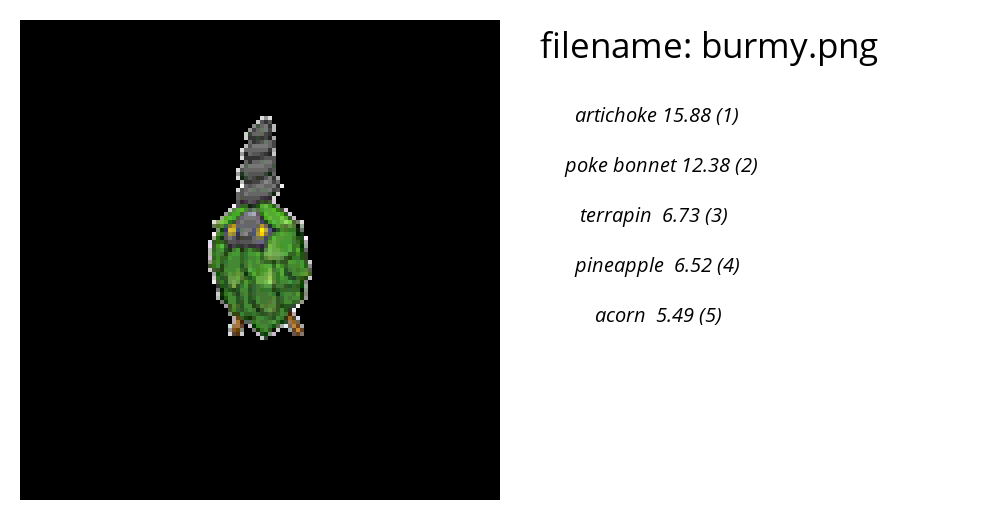 filename: burmy.png
artichoke 15.88 (1)
poke bonnet 12.38 (2)
terrapin 6.73 (3)
pineapple 6.52 (4)
acorn 5.49 (5)